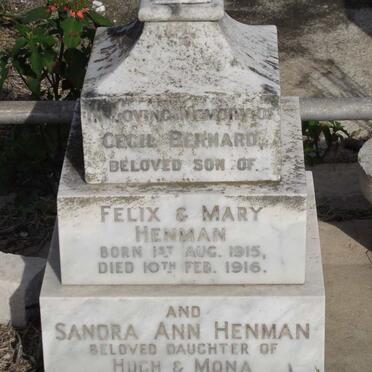 IN LOVING MEMORY OF
CECIL BERNARD
BELOVED SON OF
FELIX & MARY
HENMAN
BORN 1ST AUG. 1915,
DIED 10TH FEB. 1916.
AND
SANDRA ANN HENMAN
BELOVED DAUGHTER OF
HUGH & MONA